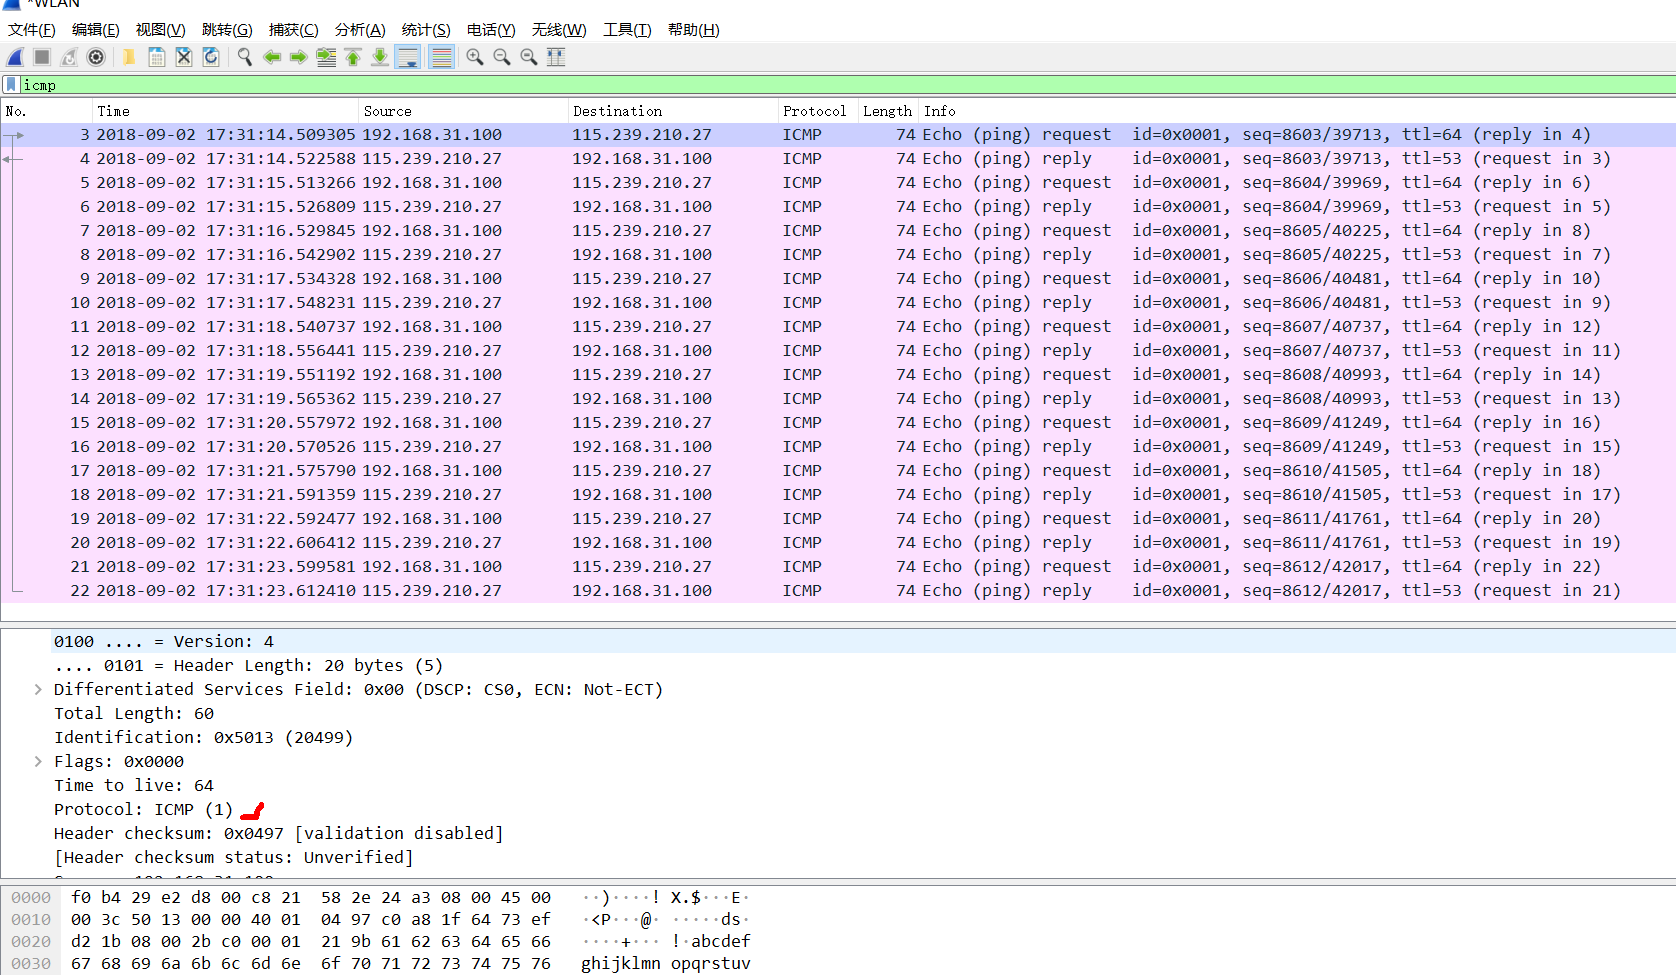 *WLAN
文件(F) 编辑(E) 视图(V) 跳转(G) 捕获(C) 分析(A) 统计(S) 电话(Y) 无线(W) 工具(T) 帮助(H)
icmp
No. Time Source Destination Protocol Length Info
3 2018-09-02 17:31:14.509305 192.168.31.100 115.239.210.27 ICMP 74 Echo (ping) request id=0x0001, seq=8603/39713, ttl=64 (reply in 4)
4 2018-09-02 17:31:14.522588 115.239.210.27 192.168.31.100 ICMP 74 Echo (ping) reply id=0x0001, seq=8603/39713, ttl=53 (request in 3)
5 2018-09-02 17:31:15.513266 192.168.31.100 115.239.210.27 ICMP 74 Echo (ping) request id=0x0001, seq=8604/39969, ttl=64 (reply in 6)
6 2018-09-02 17:31:15.526809 115.239.210.27 192.168.31.100 ICMP 74 Echo (ping) reply id=0x0001, seq=8604/39969, ttl=53 (request in 5)
7 2018-09-02 17:31:16.529845 192.168.31.100 115.239.210.27 ICMP 74 Echo (ping) request id=0x0001, seq=8605/40225, ttl=64 (reply in 8)
8 2018-09-02 17:31:16.542902 115.239.210.27 192.168.31.100 ICMP 74 Echo (ping) reply id=0x0001, seq=8605/40225, ttl=53 (request in 7)
9 2018-09-02 17:31:17.534328 192.168.31.100 115.239.210.27 ICMP 74 Echo (ping) request id=0x0001, seq=8606/40481, ttl=64 (reply in 10)
10 2018-09-02 17:31:17.548231 115.239.210.27 192.168.31.100 ICMP 74 Echo (ping) reply id=0x0001, seq=8606/40481, ttl=53 (request in 9)
11 2018-09-02 17:31:18.540737 192.168.31.100 115.239.210.27 ICMP 74 Echo (ping) request id=0x0001, seq=8607/40737, ttl=64 (reply in 12)
12 2018-09-02 17:31:18.556441 115.239.210.27 192.168.31.100 ICMP 74 Echo (ping) reply id=0x0001, seq=8607/40737, ttl=53 (request in 11)
13 2018-09-02 17:31:19.551192 192.168.31.100 115.239.210.27 ICMP 74 Echo (ping) request id=0x0001, seq=8608/40993, ttl=64 (reply in 14)
14 2018-09-02 17:31:19.565362 115.239.210.27 192.168.31.100 ICMP 74 Echo (ping) reply id=0x0001, seq=8608/40993, ttl=53 (request in 13)
15 2018-09-02 17:31:20.557972 192.168.31.100 115.239.210.27 ICMP 74 Echo (ping) request id=0x0001, seq=8609/41249, ttl=64 (reply in 16)
16 2018-09-02 17:31:20.570526 115.239.210.27 192.168.31.100 ICMP 74 Echo (ping) reply id=0x0001, seq=8609/41249, ttl=53 (request in 15)
17 2018-09-02 17:31:21.575790 192.168.31.100 115.239.210.27 ICMP 74 Echo (ping) request id=0x0001, seq=8610/41505, ttl=64 (reply in 18)
18 2018-09-02 17:31:21.591359 115.239.210.27 192.168.31.100 ICMP 74 Echo (ping) reply id=0x0001, seq=8610/41505, ttl=53 (request in 17)
19 2018-09-02 17:31:22.592477 192.168.31.100 115.239.210.27 ICMP 74 Echo (ping) request id=0x0001, seq=8611/41761, ttl=64 (reply in 20)
20 2018-09-02 17:31:22.606412 115.239.210.27 192.168.31.100 ICMP 74 Echo (ping) reply id=0x0001, seq=8611/41761, ttl=53 (request in 19)
21 2018-09-02 17:31:23.599581 192.168.31.100 115.239.210.27 ICMP 74 Echo (ping) request id=0x0001, seq=8612/42017, ttl=64 (reply in 22)
22 2018-09-02 17:31:23.612410 115.239.210.27 192.168.31.100 ICMP 74 Echo (ping) reply id=0x0001, seq=8612/42017, ttl=53 (request in 21)
0100 .... = Version: 4
.... 0101 = Header Length: 20 bytes (5)
Differentiated Services Field: 0x00 (DSCP: CS0, ECN: Not-ECT)
Total Length: 60
Identification: 0x5013 (20499)
Flags: 0x0000
Time to live: 64
Protocol: ICMP (1)
Header checksum: 0x0497 [validation disabled]
[Header checksum status: Unverified]
0000 f0 b4 29 e2 d8 00 c8 21 58 2e 24 a3 08 00 45 00 ··)····! X.$···E·
0010 00 3c 50 13 00 00 40 01 04 97 c0 a8 1f 64 73 ef ·<P···@· ·····ds·
0020 d2 1b 08 00 2b c0 00 01 21 9b 61 62 63 64 65 66 ····+··· !·abcdef
0030 67 68 69 6a 6b 6c 6d 6e 6f 70 71 72 73 74 75 76 ghijklmn opqrstuv